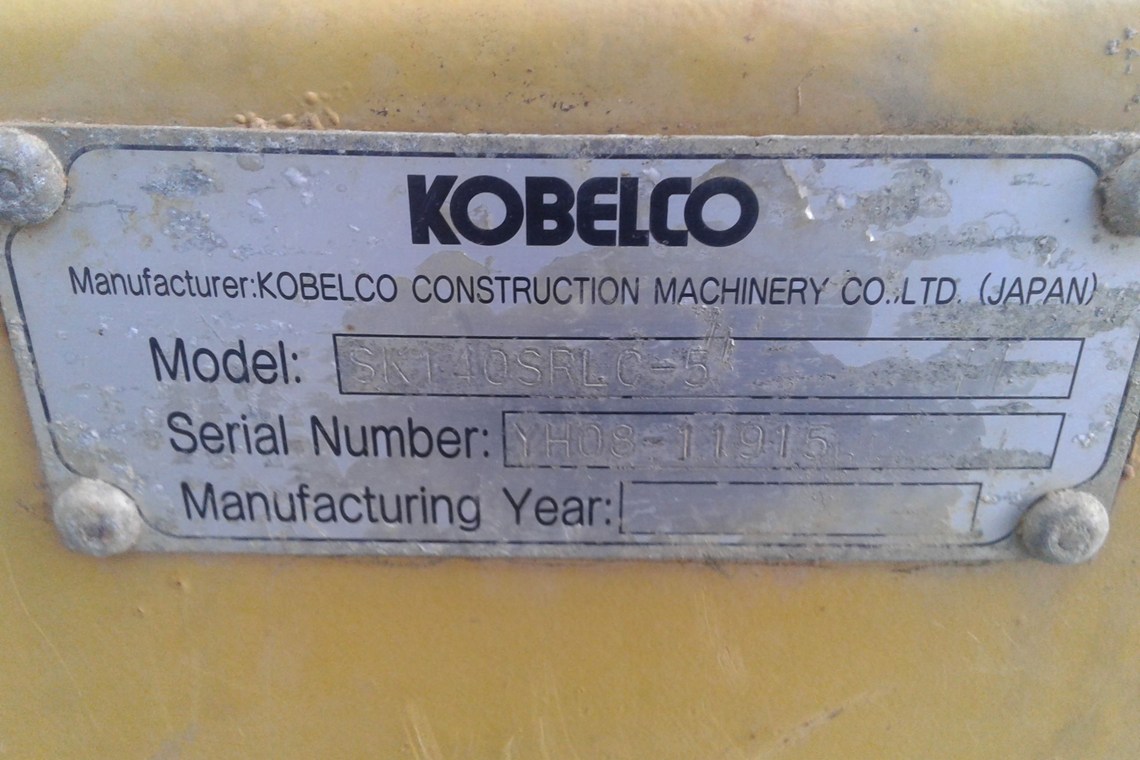 KOBELCO
Manufacturer:KOBELCO CONSTRUCTION MACHINERY CO.,LTD. (JAPAN)
Model: SK140SRLC-5
Serial Number: YH08-11915
Manufacturing Year: